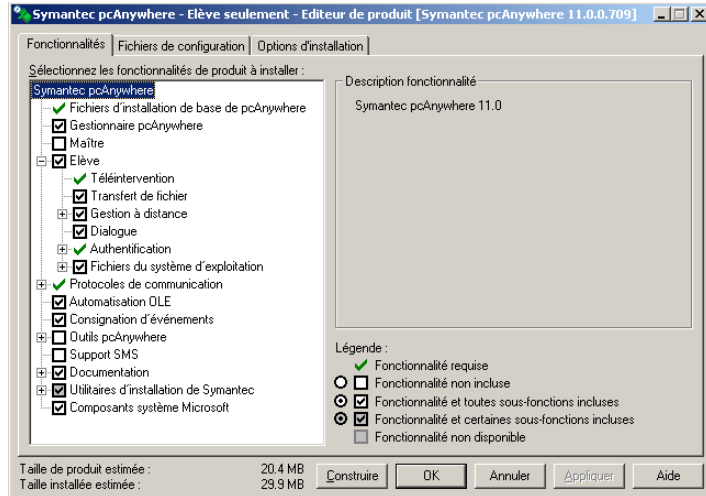 Symantec pcAnywhere - Elève seulement - Editeur de produit [Symantec pcAnywhere 11.0.0.709]
Fonctionnalités Fichiers de configuration Options d'installation
Sélectionnez les fonctionnalités de produit à installer :
Symantec pcAnywhere
Fichiers d'installation de base de pcAnywhere
Gestionnaire pcAnywhere
Maître
Elève
Téléintervention
Transfert de fichier
Gestion à distance
Dialogue
Authentification
Fichiers du système d'exploitation
Protocoles de communication
Automatisation OLE
Consignation d'événements
Outils pcAnywhere
Support SMS
Documentation
Utilitaires d'installation de Symantec
Composants système Microsoft
Description fonctionnalité
Symantec pcAnywhere 11.0
Légende :
Fonctionnalité requise
Fonctionnalité non incluse
Fonctionnalité et toutes sous-fonctions incluses
Fonctionnalité et certaines sous-fonctions incluses
Fonctionnalité non disponible
Taille de produit estimée : 20.4 MB
Taille installée estimée : 29.9 MB
Construire OK Annuler Appliquer Aide